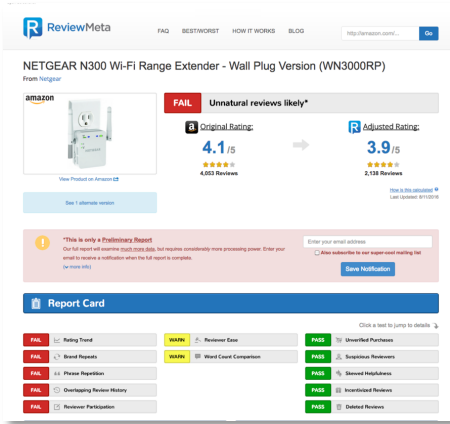 ReviewMeta
FAQ BEST/WORST HOW IT WORKS BLOG
http://amazon.com/... Go
NETGEAR N300 Wi-Fi Range Extender - Wall Plug Version (WN3000RP)
From Netgear
amazon
View Product on Amazon
See 1 alternate version
FAIL Unnatural reviews likely*
Original Rating:
4.1/5
4,053 Reviews
Adjusted Rating:
3.9/5
2,138 Reviews
How is this calculated
Last Updated: 8/11/2016
*This is only a Preliminary Report
Our full report will examine much more data, but requires considerably more processing power. Enter your
email to receive a notification when the full report is complete.
more info)
Enter your email address
Also subscribe to our super-cool mailing list
Save Notification
Report Card
Click a test to jump to details
FAIL Rating Trend
FAIL Brand Repeats
FAIL Phrase Repetition
FAIL Overlapping Review History
FAIL Reviewer Participation
WARN Reviewer Ease
WARN Word Count Comparison
PASS Unverified Purchases
PASS Suspicious Reviewers
PASS Skewed Helpfulness
PASS Incentivized Reviews
PASS Deleted Reviews